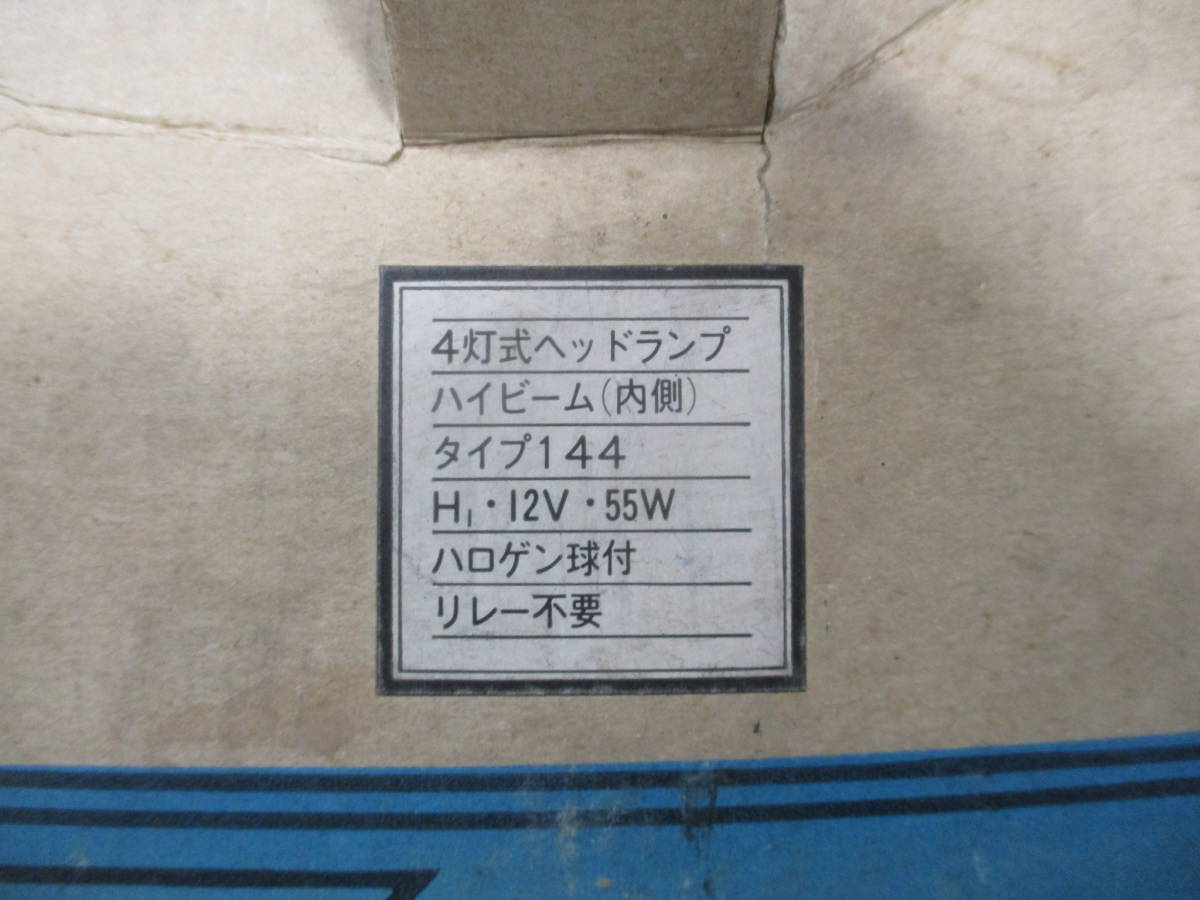 4灯式ヘッドランプ
ハイビーム(内側)
タイプ144
H₁・12V・55W
ハロゲン球付
リレー不要